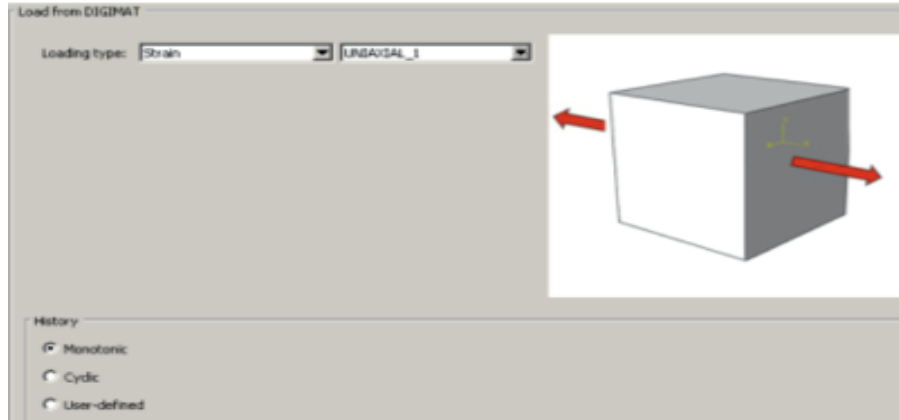 Load from DIGIMAT
Loading type: Strain UNIAXIAL_1
History
Monotonic
Cyclic
User-defined